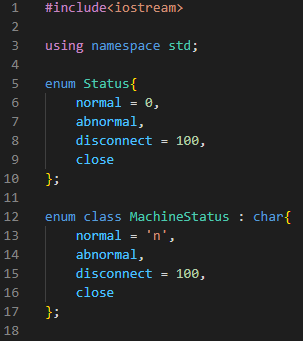 1 #include<iostream>
2
3 using namespace std;
4
5 enum Status{
6     normal = 0,
7     abnormal,
8     disconnect = 100,
9     close
10 };
11
12 enum class MachineStatus : char{
13     normal = 'n',
14     abnormal,
15     disconnect = 100,
16     close
17 };
18